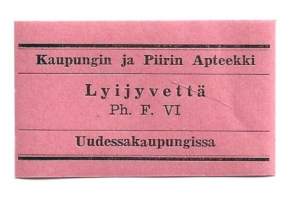 Kaupungin ja Piirin Apteekki
Lyijyvettä
Ph. F. VI
Uudessakaupungissa